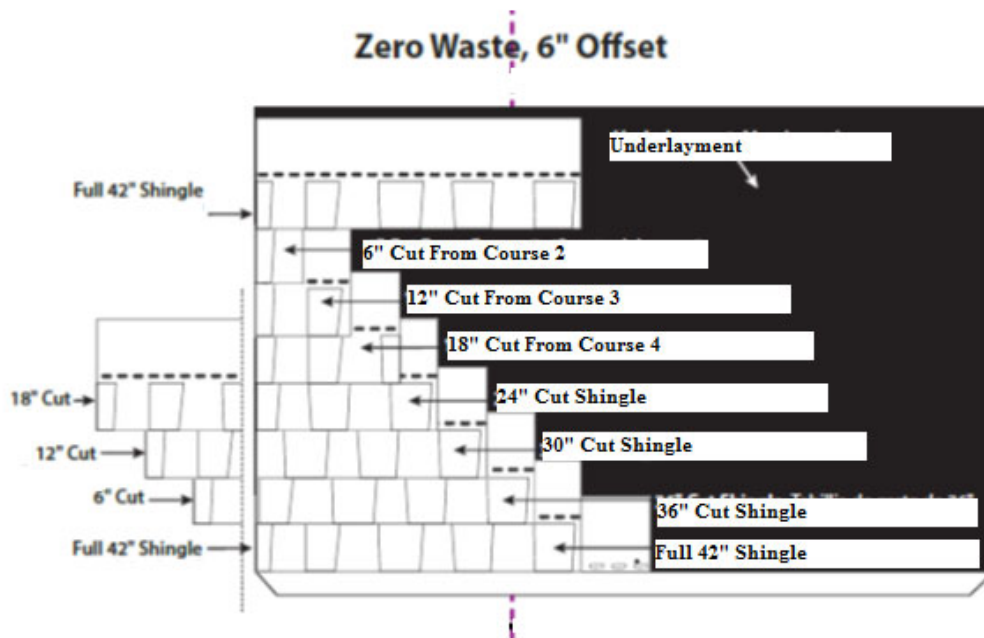 Zero Waste, 6" Offset
Underlayment
Full 42" Shingle
6" Cut From Course 2
12" Cut From Course 3
18" Cut From Course 4
18" Cut
24" Cut Shingle
12" Cut
30" Cut Shingle
6" Cut
36" Cut Shingle
Full 42" Shingle
Full 42" Shingle